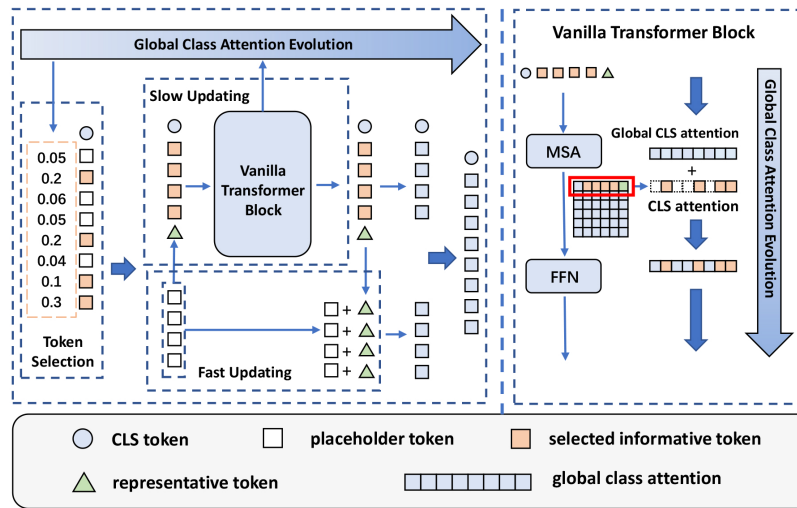 Global Class Attention Evolution
Slow Updating
Vanilla
Transformer
Block
0.05
0.2
0.06
0.05
0.2
0.04
0.1
0.3
Token
Selection
Fast Updating
+
+
+
+
Vanilla Transformer Block
MSA
FFN
Global CLS attention
+
CLS attention
Global Class Attention Evolution
CLS token
placeholder token
selected informative token
representative token
global class attention